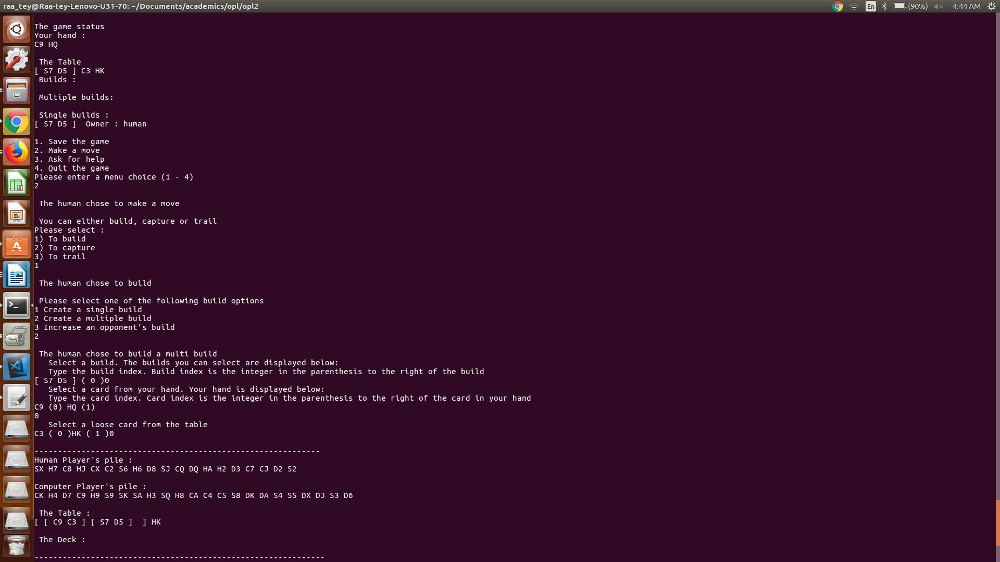 raa_tey@Raa-tey-Lenovo-U31-70: ~/Documents/academics/opl/opl2
En (90%) 4:44 AM
The game status
Your hand :
C9 HQ
The Table
[ S7 D5 ] C3 HK
Builds :
Multiple builds:
Single builds :
[ S7 D5 ]  Owner : human
1. Save the game
2. Make a move
3. Ask for help
4. Quit the game
Please enter a menu choice (1 - 4)
2
The human chose to make a move
You can either build, capture or trail
Please select :
1) To build
2) To capture
3) To trail
1
The human chose to build
Please select one of the following build options
1 Create a single build
2 Create a multiple build
3 Increase an opponent's build
2
The human chose to build a multi build
Select a build. The builds you can select are displayed below:
Type the build index. Build index is the integer in the parenthesis to the right of the build
[ S7 D5 ] ( 0 )0
Select a card from your hand. Your hand is displayed below:
Type the card index. Card index is the integer in the parenthesis to the right of the card in your hand
C9 (0) HQ (1)
0
Select a loose card from the table
C3 ( 0 )HK ( 1 )0
-------------------------------------------------------------
Human Player's pile :
SX H7 C8 HJ CX C2 S6 H6 D8 SJ CQ DQ HA H2 D3 C7 CJ D2 S2
Computer Player's pile :
CK H4 D7 C9 H9 S9 SK SA H3 SQ H8 CA C4 C5 S8 DK DA S4 S5 DX DJ S3 D6
The Table :
[ [ C9 C3 ] [ S7 D5 ]  ] HK
The Deck :
--------------------------------------------------------------